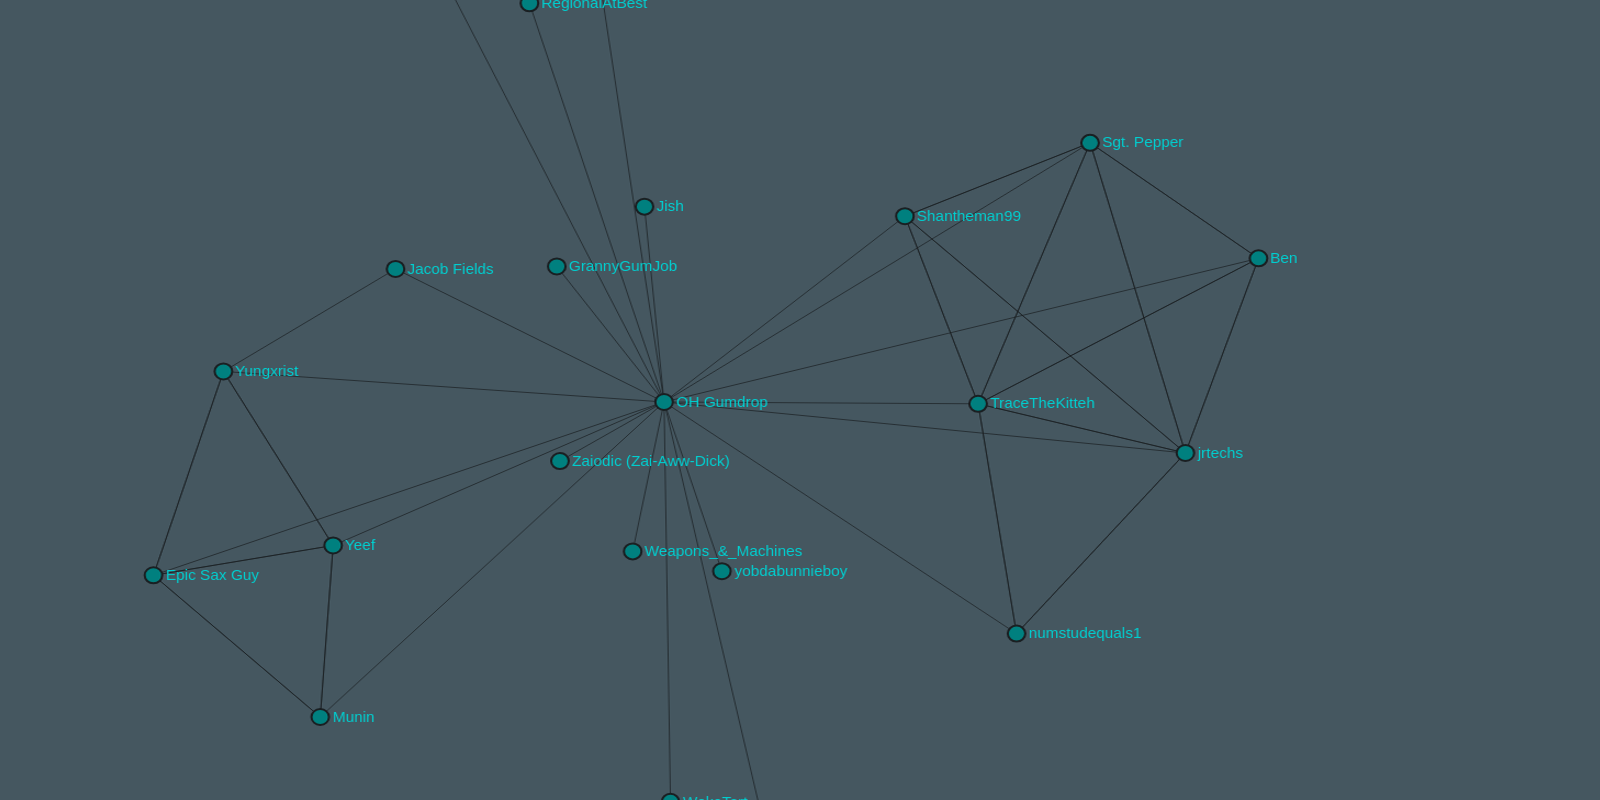 RegionalAtBest
Sgt. Pepper
Jish
Shantheman99
Ben
GrannyGumJob
Jacob Fields
Yungxrist
OH Gumdrop
TraceTheKitteh
jrtechs
Zaiodic (Zai-Aww-Dick)
Yeef
Weapons_&_Machines
yobdabunnieboy
Epic Sax Guy
numstudequals1
Munin